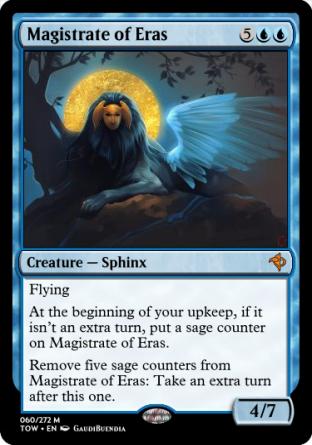 Magistrate of Eras 5
Creature — Sphinx
Flying
At the beginning of your upkeep, if it
isn't an extra turn, put a sage counter
on Magistrate of Eras.
Remove five sage counters from
Magistrate of Eras: Take an extra turn
after this one.
4/7
060/272 M
TOW • EN GaudiBuendia